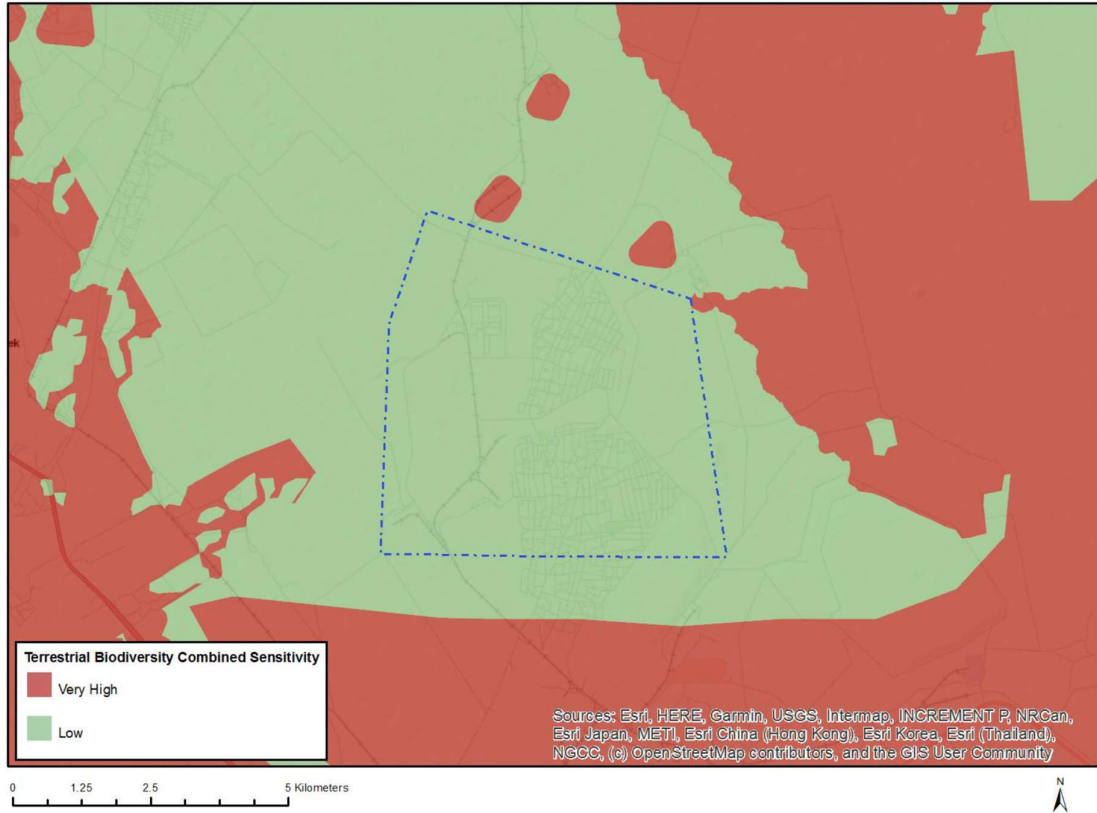 ek
Terrestrial Biodiversity Combined Sensitivity
Very High
Low
Sources: Esri, HERE, Garmin, USGS, Intermap, INCREMENT P, NRCan,
Esri Japan, METI, Esri China (Hong Kong), Esri Korea, Esri (Thailand),
NGCC, (c) OpenStreetMap contributors, and the GIS User Community
0 1.25 2.5 5 Kilometers
N